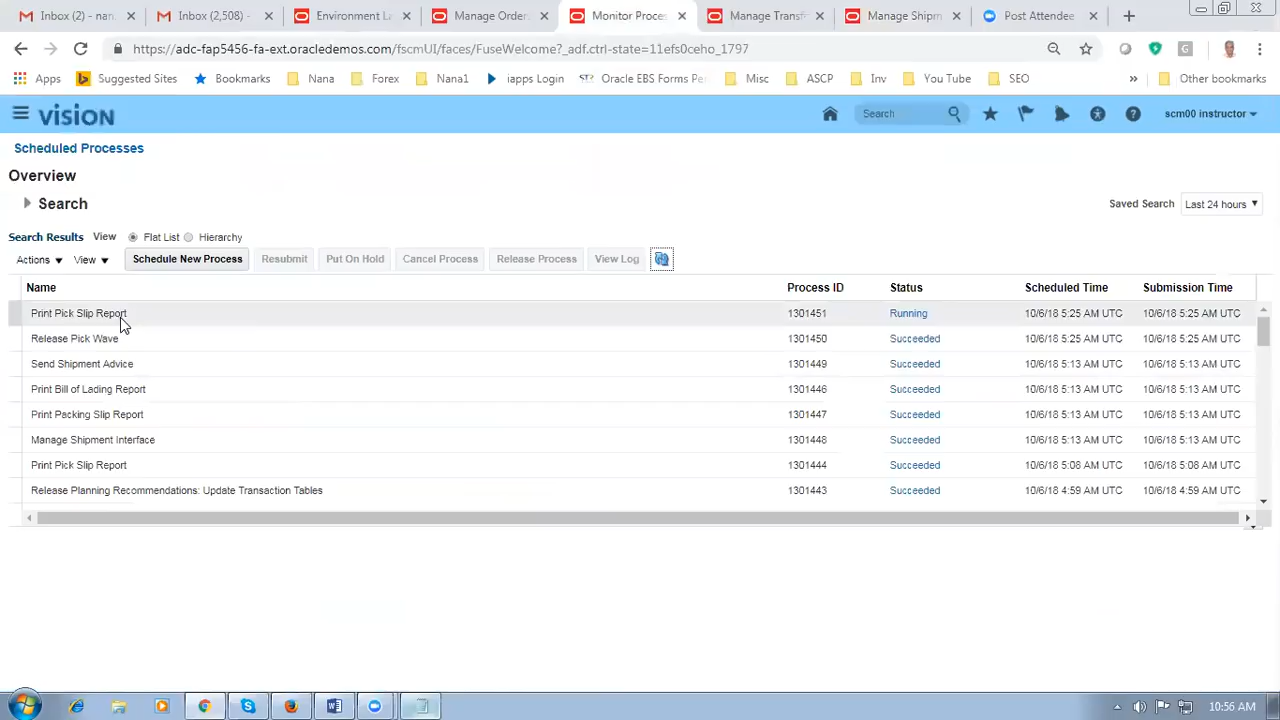 Inbox (2) - nan
Inbox (2,508) -
Environment L
Manage Order
Monitor Proce
Manage Transf
Manage Shipm
Post Attendee
https://adc-fap5456-fa-ext.oracledemos.com/fscmUI/faces/FuseWelcome?_adf.ctrl-state=11efs0ceho_1797
Apps
Suggested Sites
Bookmarks
Nana
Forex
Nana1
iapps Login
Oracle EBS Forms Pe
Misc
ASCP
Inv
You Tube
SEO
»
Other bookmarks
VISION
Search
scm00 instructor
Scheduled Processes
Overview
Search
Saved Search Last 24 hours
Search Results View Flat List Hierarchy
Actions View Schedule New Process Resubmit Put On Hold Cancel Process Release Process View Log
Name Process ID Status Scheduled Time Submission Time
Print Pick Slip Report 1301451 Running 10/6/18 5:25 AM UTC 10/6/18 5:25 AM UTC
Release Pick Wave 1301450 Succeeded 10/6/18 5:25 AM UTC 10/6/18 5:25 AM UTC
Send Shipment Advice 1301449 Succeeded 10/6/18 5:13 AM UTC 10/6/18 5:13 AM UTC
Print Bill of Lading Report 1301446 Succeeded 10/6/18 5:13 AM UTC 10/6/18 5:13 AM UTC
Print Packing Slip Report 1301447 Succeeded 10/6/18 5:13 AM UTC 10/6/18 5:13 AM UTC
Manage Shipment Interface 1301448 Succeeded 10/6/18 5:13 AM UTC 10/6/18 5:13 AM UTC
Print Pick Slip Report 1301444 Succeeded 10/6/18 5:08 AM UTC 10/6/18 5:08 AM UTC
Release Planning Recommendations: Update Transaction Tables 1301443 Succeeded 10/6/18 4:59 AM UTC 10/6/18 4:59 AM UTC
10:56 AM